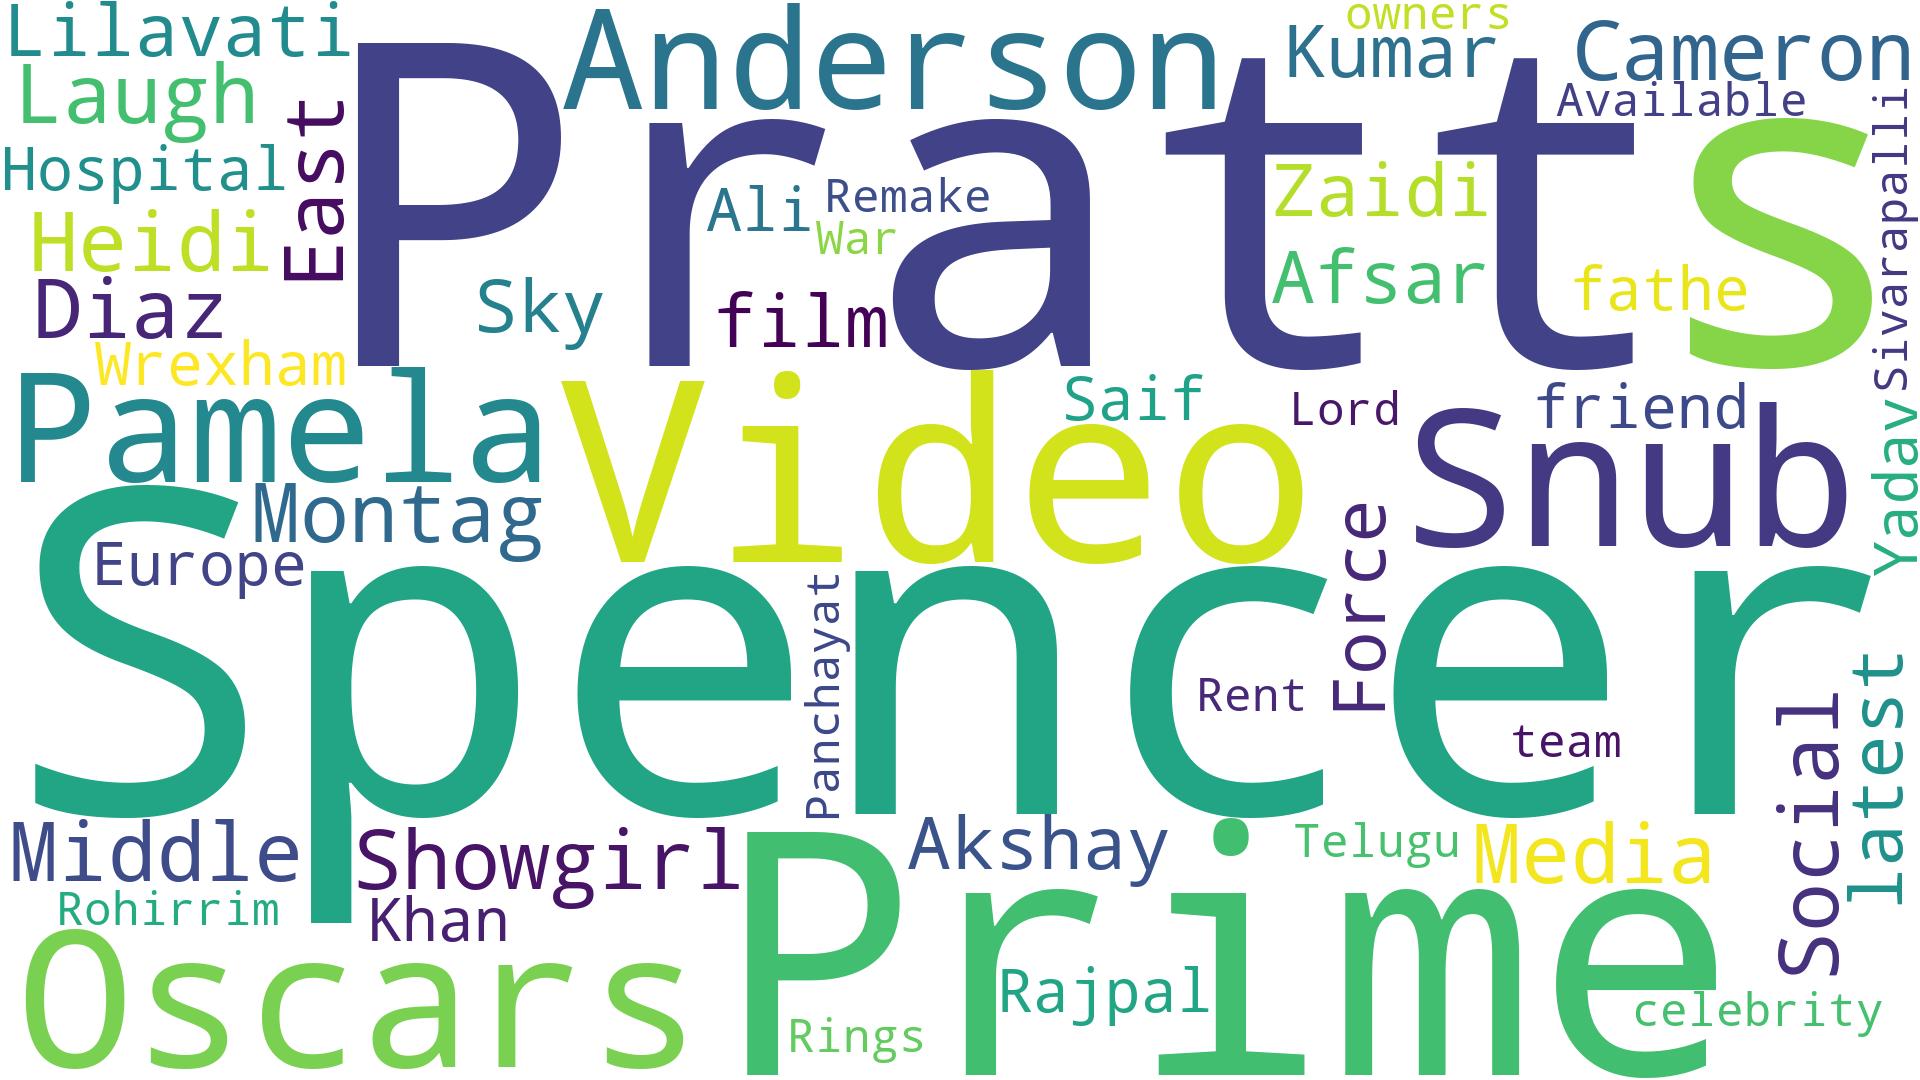 Lilavati
Anderson
owners
Kumar
Cameron
Laugh
East
Pratts
Available
Sivarapalli
Hospital
Ali
Remake
Zaidi
Heidi
War
Diaz
Sky
film
Afsar
fathe
Wrexham
Pamela
Video
Saif
Lord
friend
Snub
Yadav
Montag
Europe
Spencer
Panchayat
Force
Rent
team
Social
latest
Middle
Showgirl
Akshay
Telugu
Media
Rohirrim
Khan
Prime
Oscars
Rajpal
Rings
celebrity